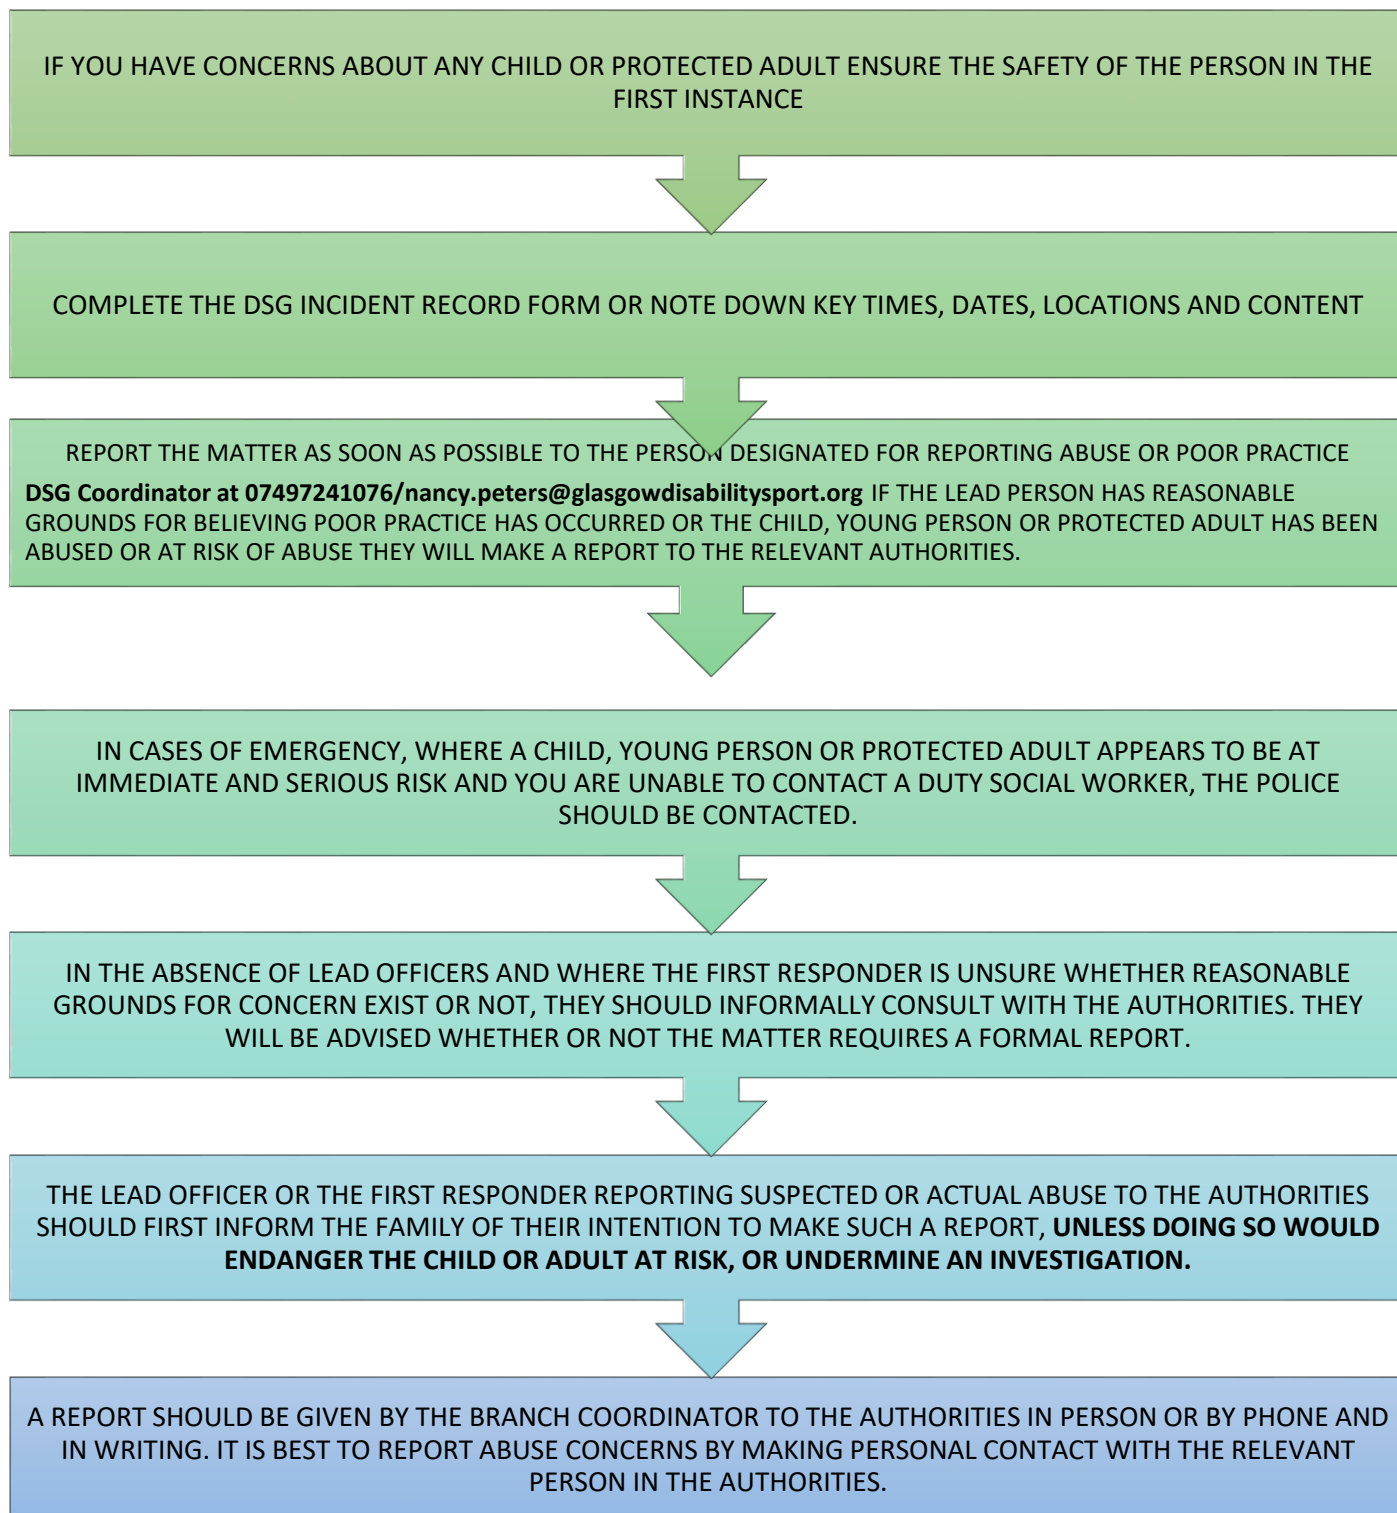 IF YOU HAVE CONCERNS ABOUT ANY CHILD OR PROTECTED ADULT ENSURE THE SAFETY OF THE PERSON IN THE
FIRST INSTANCE
COMPLETE THE DSG INCIDENT RECORD FORM OR NOTE DOWN KEY TIMES, DATES, LOCATIONS AND CONTENT
REPORT THE MATTER AS SOON AS POSSIBLE TO THE PERSON DESIGNATED FOR REPORTING ABUSE OR POOR PRACTICE
DSG Coordinator at 07497241076/nancy.peters@glasgowdisabilitysport.org IF THE LEAD PERSON HAS REASONABLE
GROUNDS FOR BELIEVING POOR PRACTICE HAS OCCURRED OR THE CHILD, YOUNG PERSON OR PROTECTED ADULT HAS BEEN
ABUSED OR AT RISK OF ABUSE THEY WILL MAKE A REPORT TO THE RELEVANT AUTHORITIES.
IN CASES OF EMERGENCY, WHERE A CHILD, YOUNG PERSON OR PROTECTED ADULT APPEARS TO BE AT
IMMEDIATE AND SERIOUS RISK AND YOU ARE UNABLE TO CONTACT A DUTY SOCIAL WORKER, THE POLICE
SHOULD BE CONTACTED.
IN THE ABSENCE OF LEAD OFFICERS AND WHERE THE FIRST RESPONDER IS UNSURE WHETHER REASONABLE
GROUNDS FOR CONCERN EXIST OR NOT, THEY SHOULD INFORMALLY CONSULT WITH THE AUTHORITIES. THEY
WILL BE ADVISED WHETHER OR NOT THE MATTER REQUIRES A FORMAL REPORT.
THE LEAD OFFICER OR THE FIRST RESPONDER REPORTING SUSPECTED OR ACTUAL ABUSE TO THE AUTHORITIES
SHOULD FIRST INFORM THE FAMILY OF THEIR INTENTION TO MAKE SUCH A REPORT, UNLESS DOING SO WOULD
ENDANGER THE CHILD OR ADULT AT RISK, OR UNDERMINE AN INVESTIGATION.
A REPORT SHOULD BE GIVEN BY THE BRANCH COORDINATOR TO THE AUTHORITIES IN PERSON OR BY PHONE AND
IN WRITING. IT IS BEST TO REPORT ABUSE CONCERNS BY MAKING PERSONAL CONTACT WITH THE RELEVANT
PERSON IN THE AUTHORITIES.